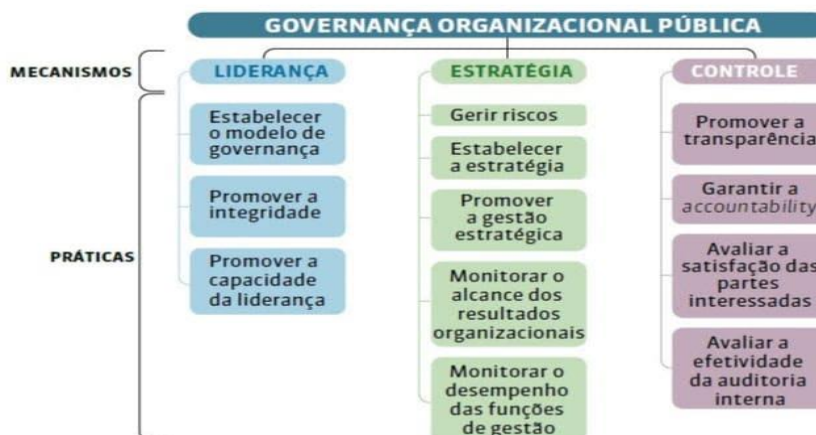 GOVERNANÇA ORGANIZACIONAL PÚBLICA
MECANISMOS
LIDERANÇA
ESTRATÉGIA
CONTROLE
PRÁTICAS
Estabelecer
o modelo de
governança
Promover a
integridade
Promover a
capacidade
da liderança
Gerir riscos
Estabelecer
a estratégia
Promover
a gestão
estratégica
Monitorar o
alcance dos
resultados
organizacionais
Monitorar o
desempenho
das funções
de gestão
Promover a
transparência
Garantir a
accountability
Avaliar a
satisfação das
partes
interessadas
Avaliar a
efetividade
da auditoria
interna